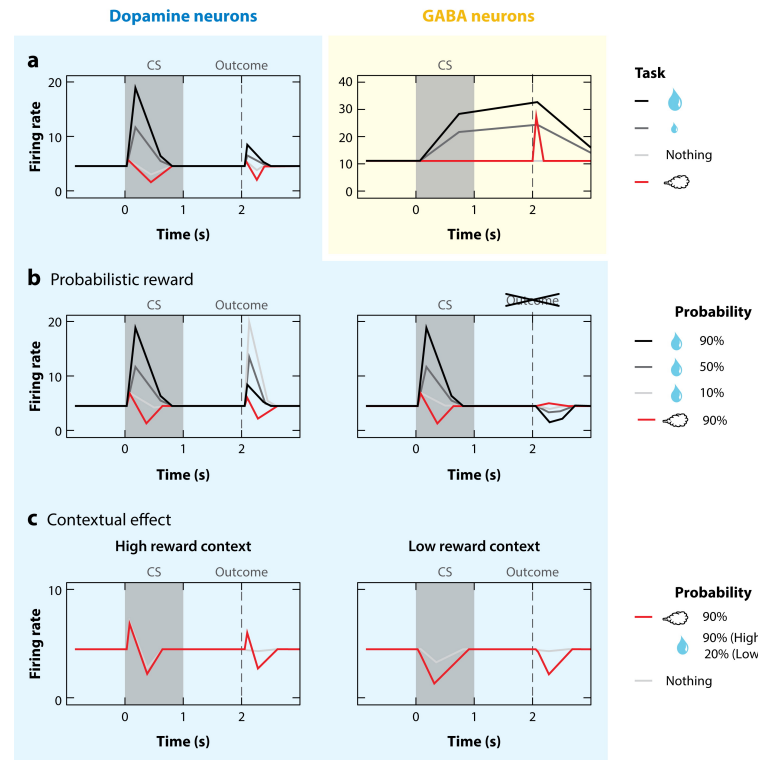 Dopamine neurons
GABA neurons
a
CS
Outcome
CS
Task
Nothing
Firing rate
20
10
0
40
30
20
10
0
0
1
2
0
1
2
Time (s)
Time (s)
b Probabilistic reward
CS
Outcome
CS
Outcome
Probability
90%
50%
10%
90%
Firing rate
20
10
0
0
1
2
0
1
2
Time (s)
Time (s)
c Contextual effect
High reward context
Low reward context
CS
Outcome
CS
Outcome
Probability
90%
90% (High
20% (Low
Nothing
Firing rate
10
0
0
1
2
0
1
2
Time (s)
Time (s)